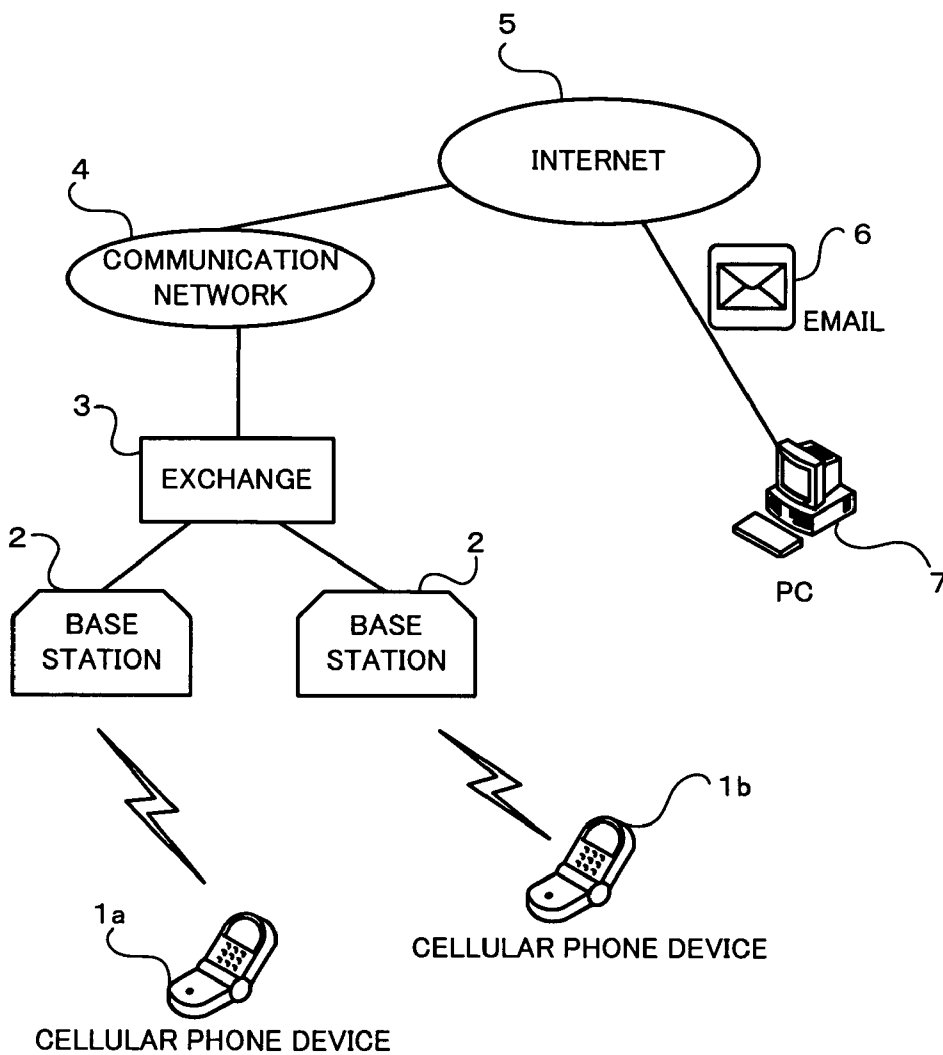 5
INTERNET
4
COMMUNICATION
NETWORK
6
EMAIL
3
EXCHANGE
7
PC
2
2
BASE
STATION
BASE
STATION
1b
CELLULAR PHONE DEVICE
1a
CELLULAR PHONE DEVICE